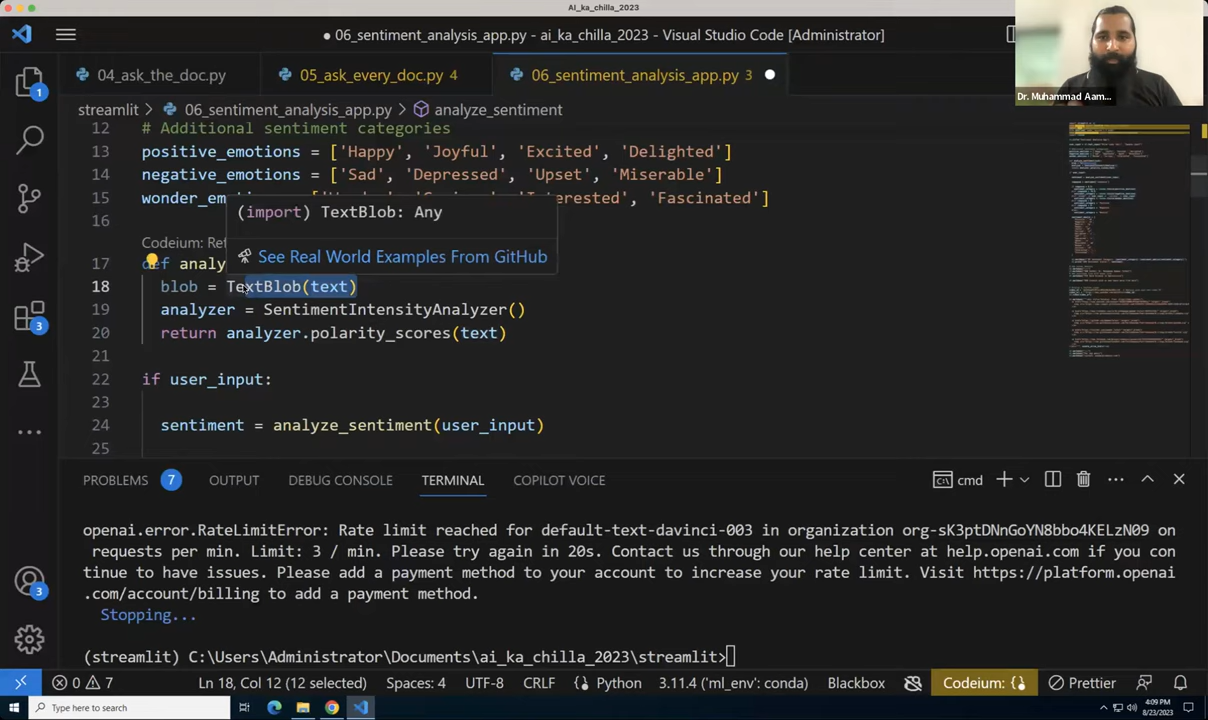 AI_ka_chilla_2023
● 06_sentiment_analysis_app.py - ai_ka_chilla_2023 - Visual Studio Code [Administrator]
04_ask_the_doc.py
05_ask_every_doc.py 4
06_sentiment_analysis_app.py 3
Dr. Muhammad Aam...
streamlit > 06_sentiment_analysis_app.py > analyze_sentiment
12 # Additional sentiment categories
13 positive_emotions = ['Happy', 'Joyful', 'Excited', 'Delighted']
14 negative_emotions = ['Sad', 'Depressed', 'Upset', 'Miserable']
15 wonder_em , 'Fascinated']
16 (import) TextBlob: Any
Codeium: Ref
See Real World Examples From GitHub
17 def analy
18 blob = TextBlob(text)
19 analyzer = SentimentIntensityAnalyzer()
20 return analyzer.polarity_scores(text)
21
22 if user_input:
23
24 sentiment = analyze_sentiment(user_input)
25
PROBLEMS 7 OUTPUT DEBUG CONSOLE TERMINAL COPILOT VOICE cmd
openai.error.RateLimitError: Rate limit reached for default-text-davinci-003 in organization org-sK3ptDNnGoYN8bbo4KELzN09 on
requests per min. Limit: 3 / min. Please try again in 20s. Contact us through our help center at help.openai.com if you con
tinue to have issues. Please add a payment method to your account to increase your rate limit. Visit https://platform.openai
.com/account/billing to add a payment method.
Stopping...
(streamlit) C:\Users\Administrator\Documents\ai_ka_chilla_2023\streamlit>
0 7 Ln 18, Col 12 (12 selected) Spaces: 4 UTF-8 CRLF {} Python 3.11.4 ('ml_env': conda) Blackbox Codeium: {} Prettier
Type here to search
4:09 PM
8/23/2023
1
3
3